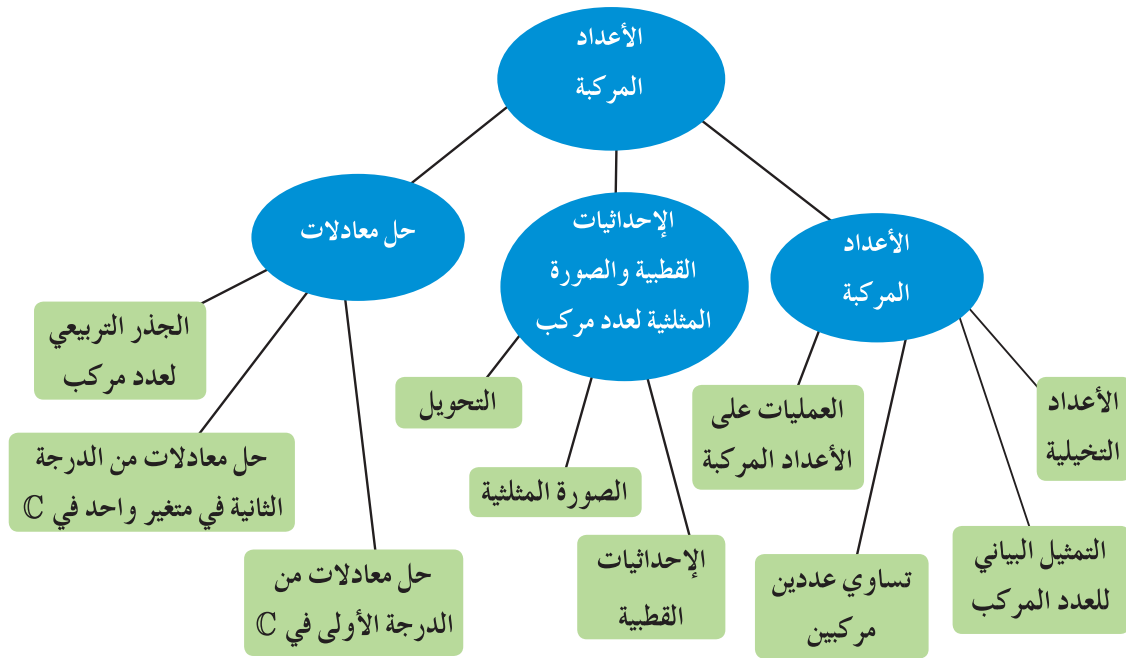 الأعداد
المركبة
الأعداد
المركبة
الإحداثيات
القطبية والصورة
المثلثية لعدد مركب
حل معادلات
الأعداد
التخيلية
التمثيل البياني
للعدد المركب
تساوي عددين
مركبين
العمليات على
الأعداد المركبة
الإحداثيات
القطبية
الصورة المثلثية
التحويل
حل معادلات من
الدرجة الأولى في ℂ
حل معادلات من الدرجة
الثانية في متغير واحد في ℂ
الجذر التربيعي
لعدد مركب